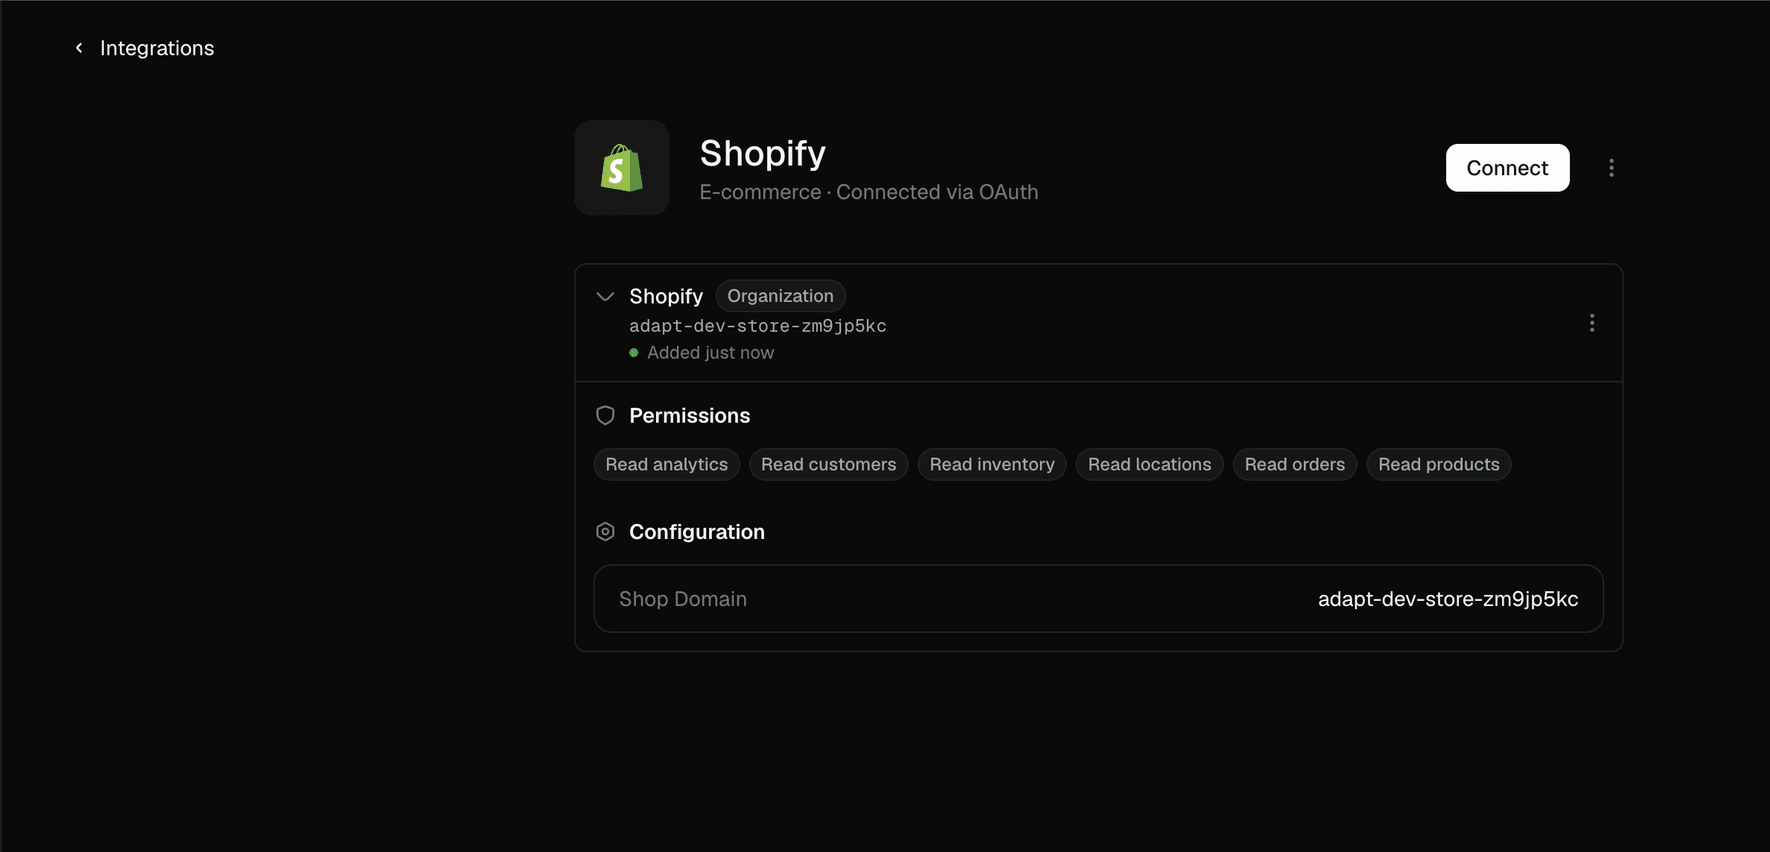 Integrations
Shopify
E-commerce · Connected via OAuth
Connect
Shopify Organization
adapt-dev-store-zm9jp5kc
Added just now
Permissions
Read analytics Read customers Read inventory Read locations Read orders Read products
Configuration
Shop Domain adapt-dev-store-zm9jp5kc